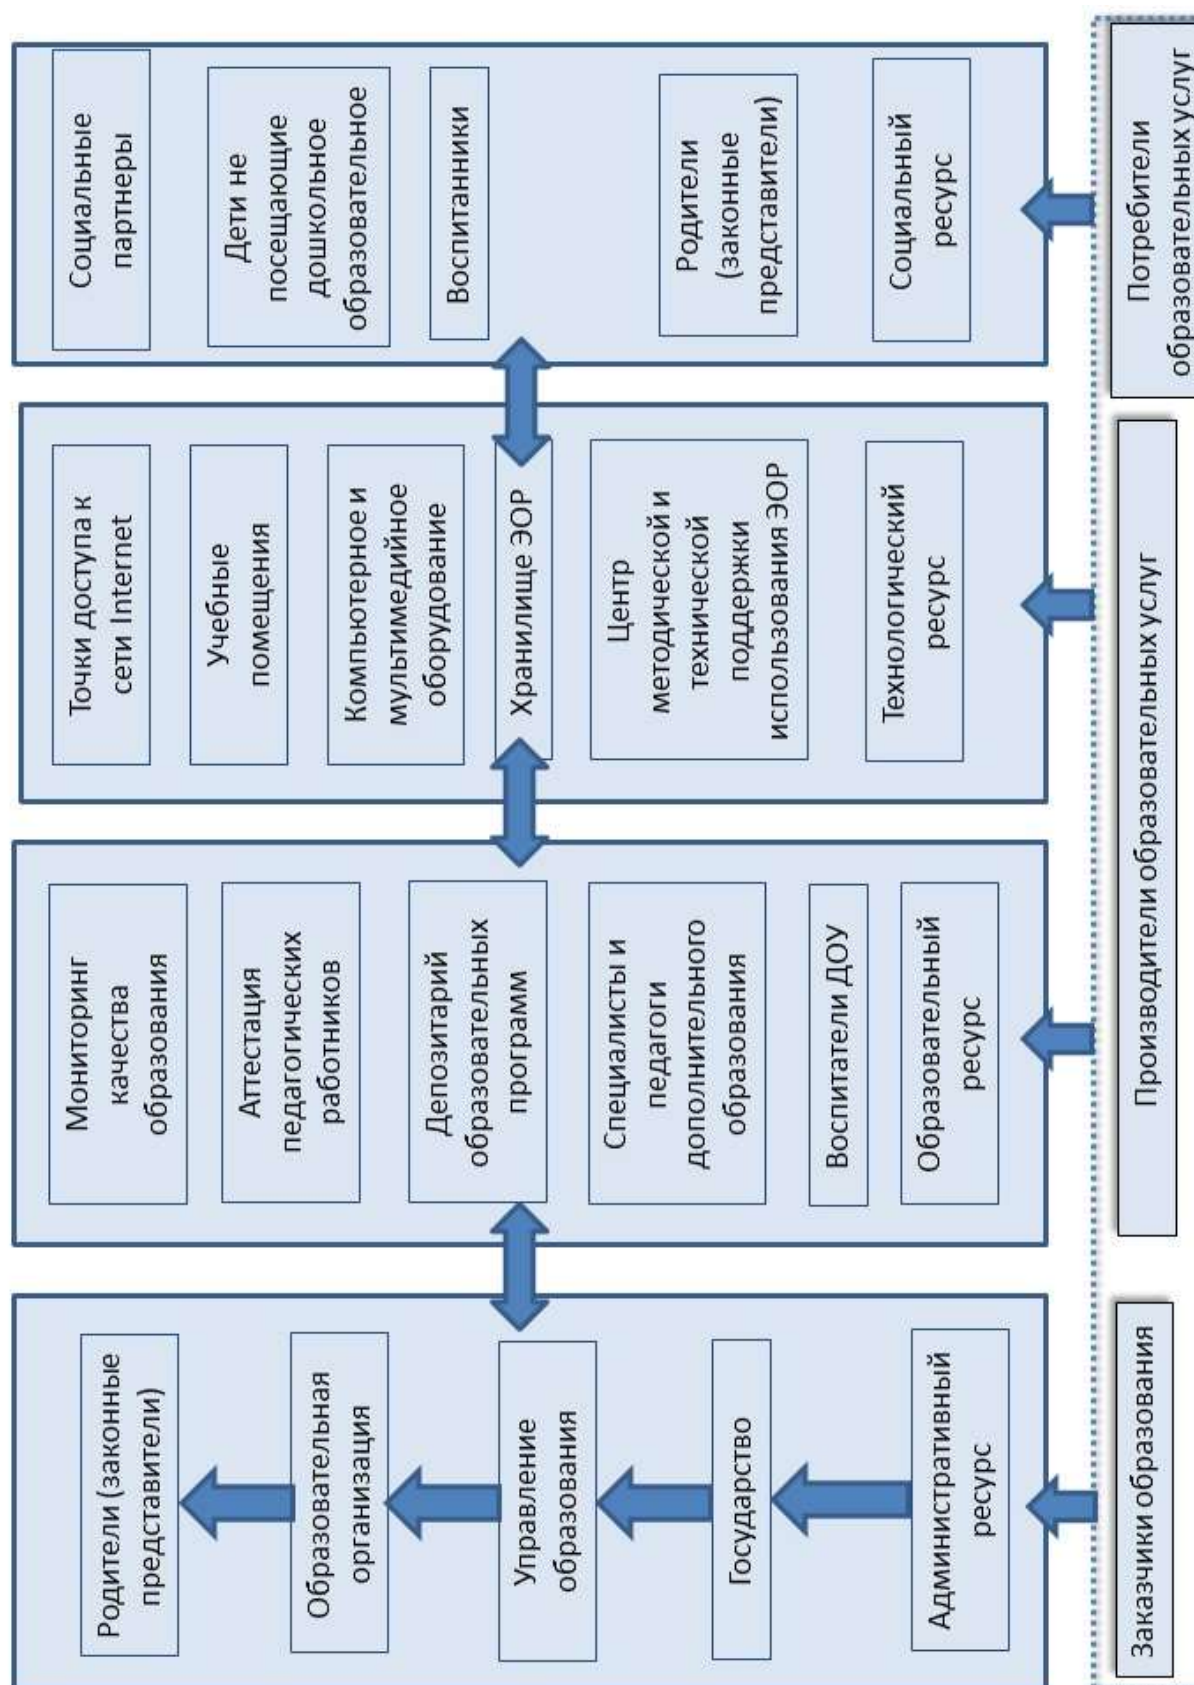 Родители (законные
представители)
Образовательная
организация
Управление
образования
Государство
Административный
ресурс
Мониторинг
качества
образования
Аттестация
педагогических
работников
Депозитарий
образовательных
программ
Специалисты и
педагоги
дополнительного
образования
Воспитатели ДОУ
Образовательный
ресурс
Точки доступа к
сети Internet
Учебные
помещения
Компьютерное и
мультимедийное
оборудование
Хранилище ЭОР
Центр
методической и
технической
поддержки
использования ЭОР
Технологический
ресурс
Социальные
партнеры
Дети не
посещающие
дошкольное
образовательное
Воспитанники
Родители
(законные
представители)
Социальный
ресурс
Заказчики образования
Производители образовательных услуг
Потребители
образовательных услуг